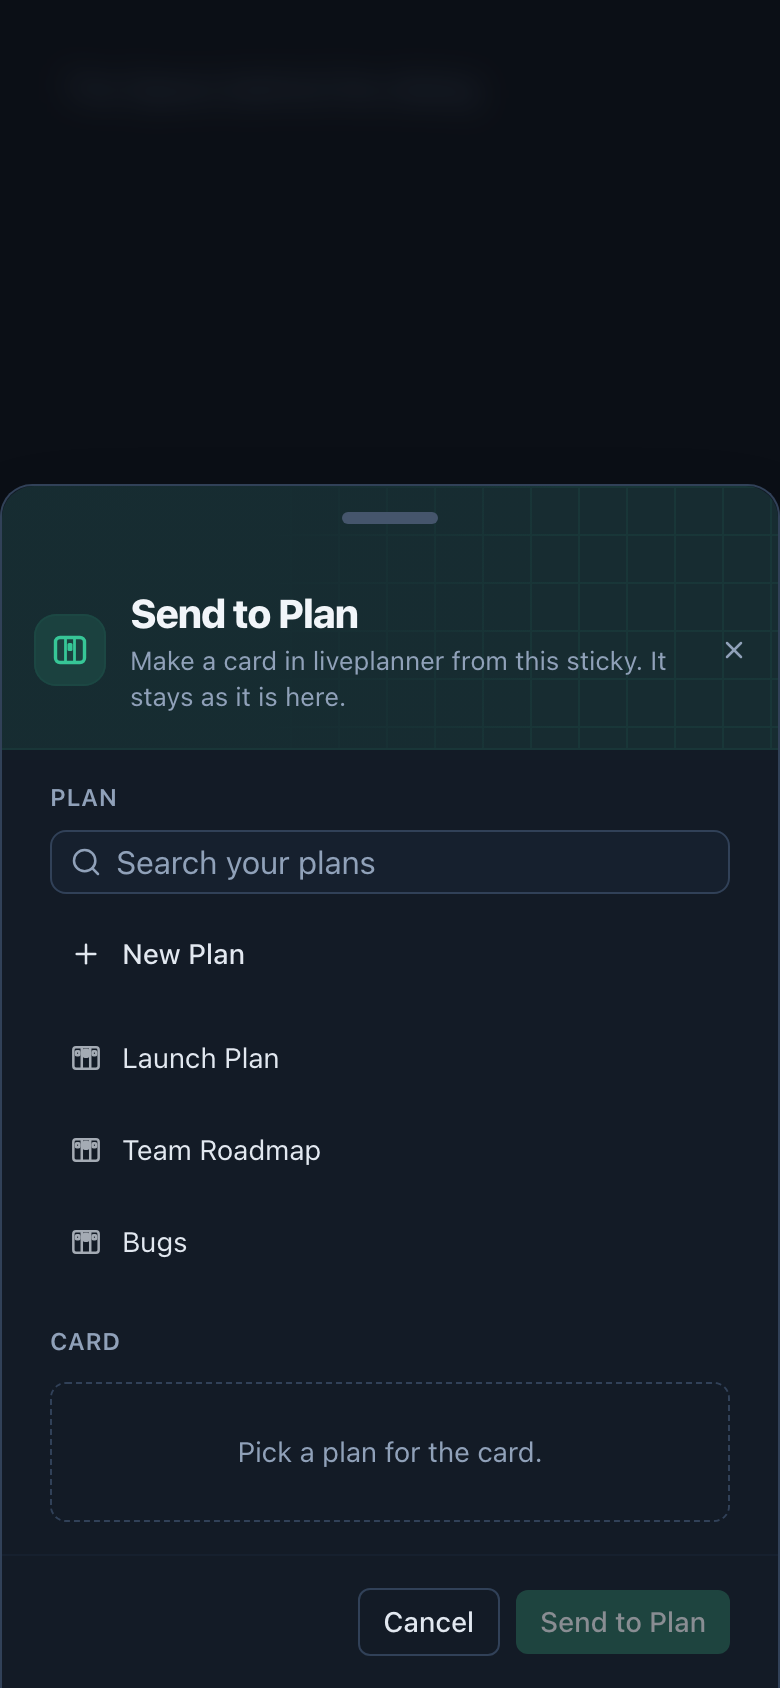 Send to Plan
Make a card in liveplanner from this sticky. It
stays as it is here.
PLAN
Search your plans
New Plan
Launch Plan
Team Roadmap
Bugs
CARD
Pick a plan for the card.
Cancel
Send to Plan